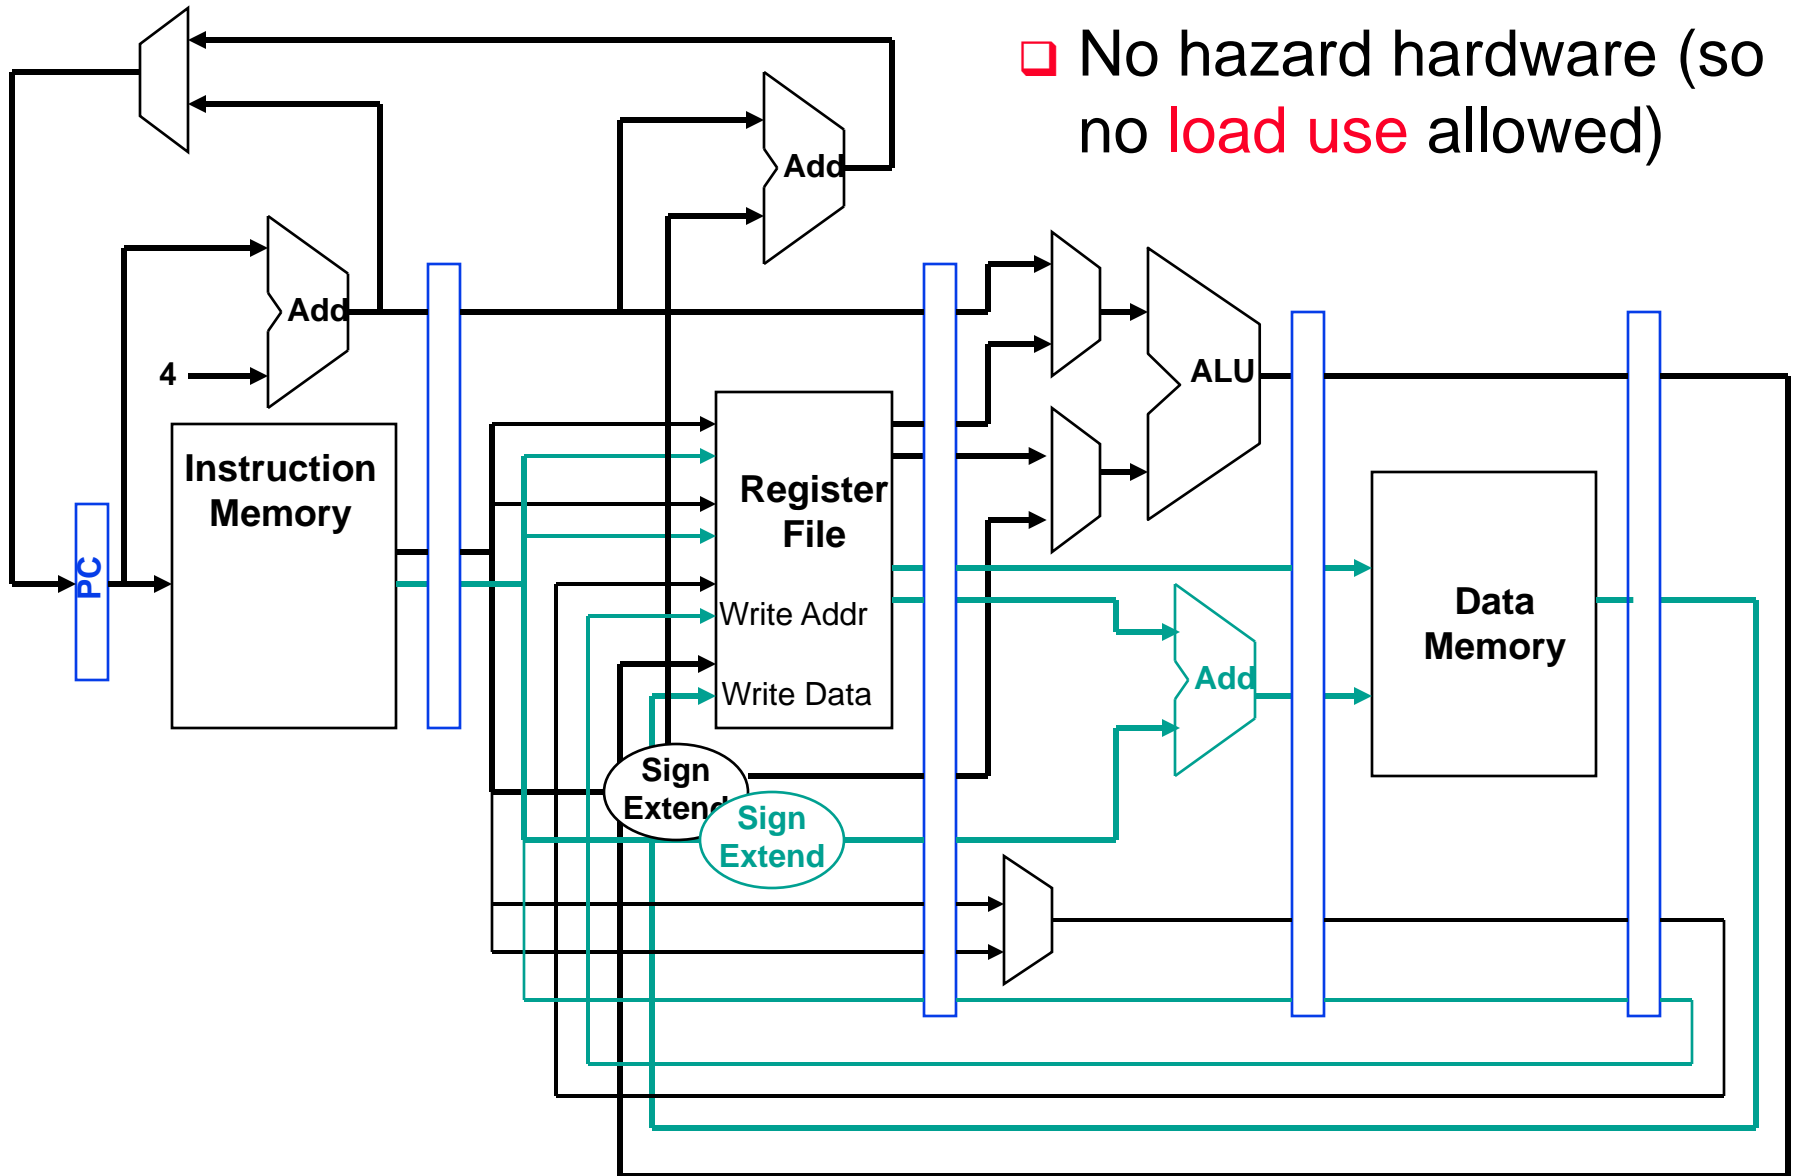 No hazard hardware (so
no load use allowed)
Add
Add
4
ALU
Instruction
Memory
PC
Register
File
Write Addr
Write Data
Data
Memory
Add
Sign
Extend
Sign
Extend